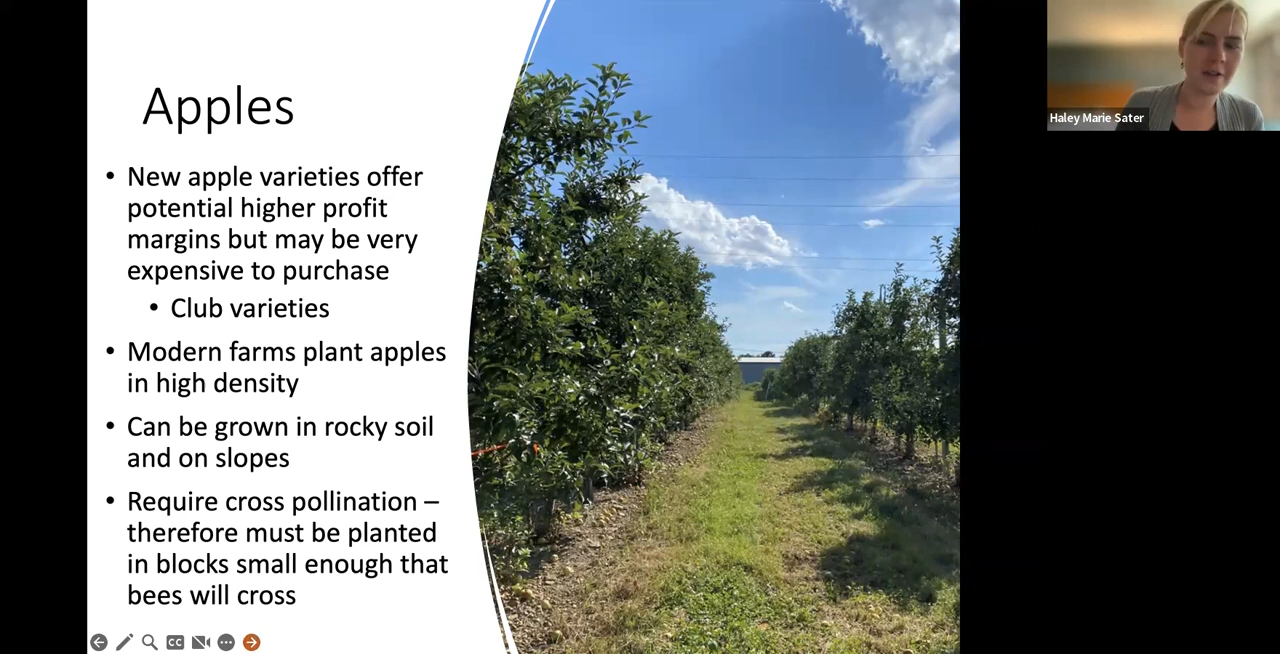 Apples
• New apple varieties offer
potential higher profit
margins but may be very
expensive to purchase
• Club varieties
• Modern farms plant apples
in high density
• Can be grown in rocky soil
and on slopes
• Require cross pollination –
therefore must be planted
in blocks small enough that
bees will cross
CC
Haley Marie Sater